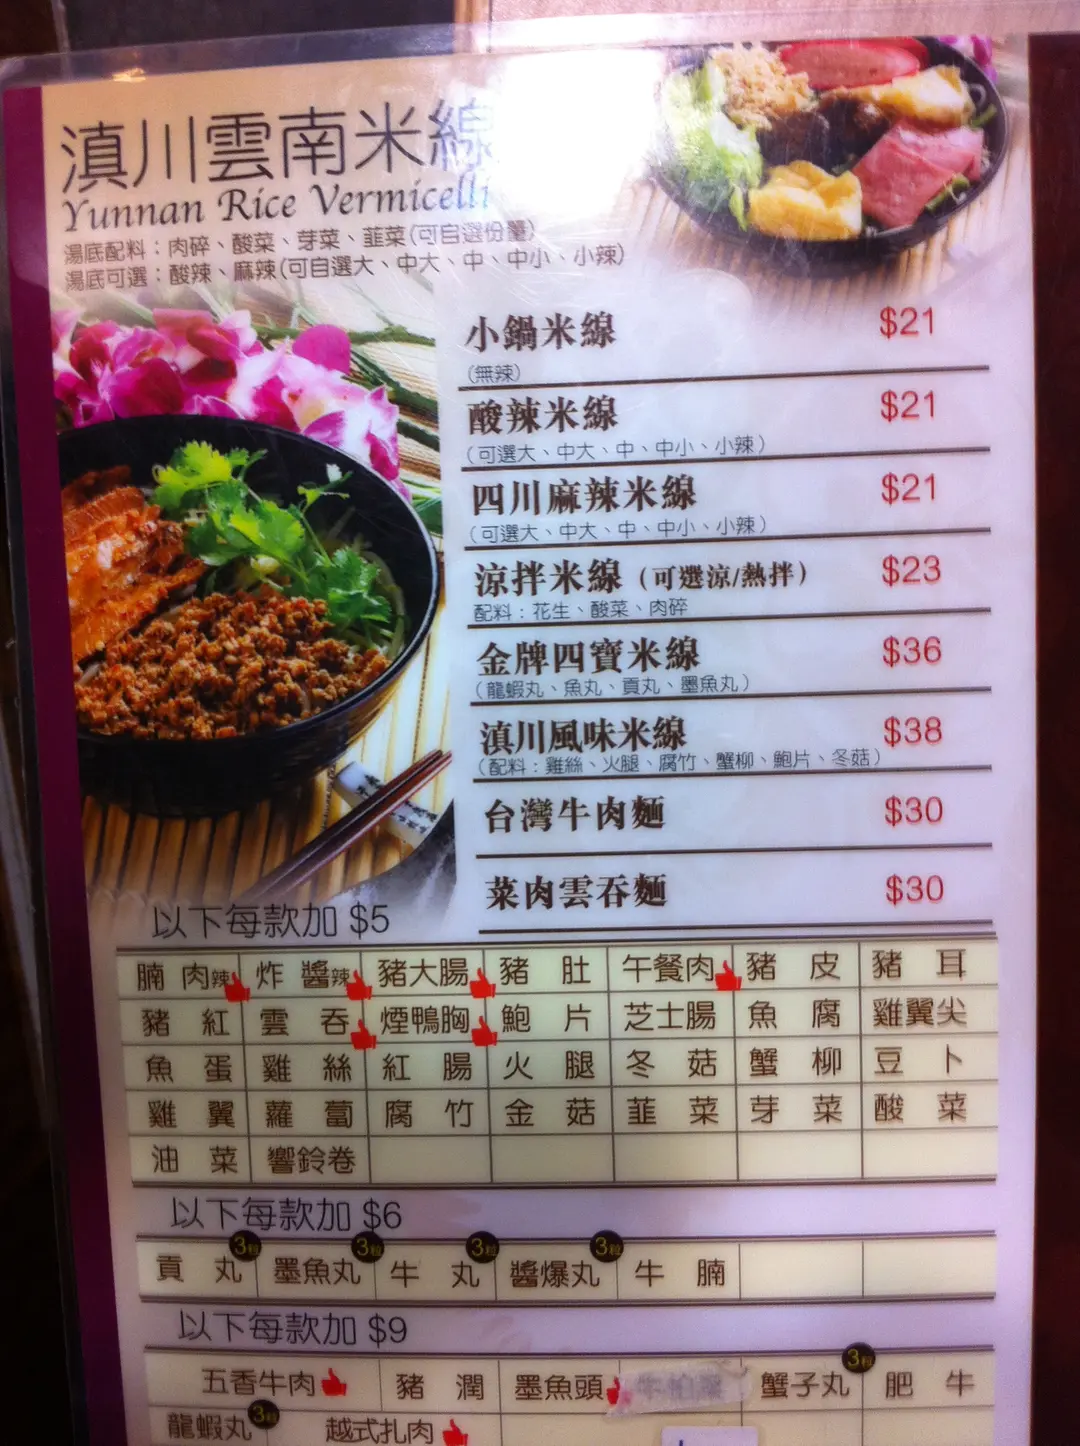 滇川雲南米線
Yunnan Rice Vermicelli
湯底配料：肉碎、酸菜、芽菜、韮菜(可自選份量)
湯底可選：酸辣、麻辣(可自選大、中大、中、中小、小辣)
小鍋米線 $21
(無辣)
酸辣米線 $21
(可選大、中大、中、中小、小辣)
四川麻辣米線 $21
(可選大、中大、中、中小、小辣)
涼拌米線 (可選涼/熱拌) $23
配料：花生、酸菜、肉碎
金牌四寶米線 $36
(龍蝦丸、魚丸、貢丸、墨魚丸)
滇川風味米線 $38
(配料：雞絲、火腿、腐竹、蟹柳、鮑片、冬菇)
台灣牛肉麵 $30
菜肉雲吞麵 $30
以下每款加 $5
腩肉辣 炸醬辣 豬大腸 豬肚 午餐肉 豬皮 豬耳
豬紅 雲吞 煙鴨胸 鮑片 芝士腸 魚腐 雞翼尖
魚蛋 雞絲 紅腸 火腿 冬菇 蟹柳 豆卜
雞翼 蘿蔔 腐竹 金菇 韮菜 芽菜 酸菜
油菜 響鈴卷
以下每款加 $6
貢丸 3粒 墨魚丸 3粒 牛丸 3粒 醬爆丸 3粒 牛腩
以下每款加 $9
五香牛肉 豬潤 墨魚頭 蟹子丸 3粒 肥牛
龍蝦丸 3粒 越式扎肉